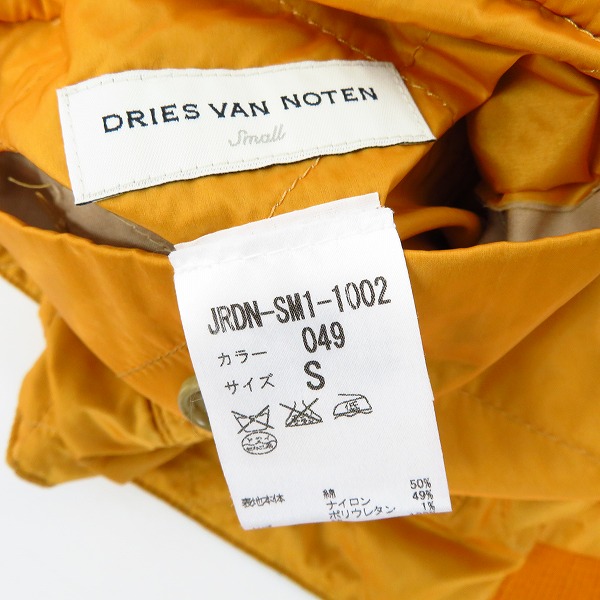 DRIES VAN NOTEN
Small
JRDN-SM1-1002
カラー 049
サイズ S
表地本体 綿 50%
ナイロン 49%
ポリウレタン 1%